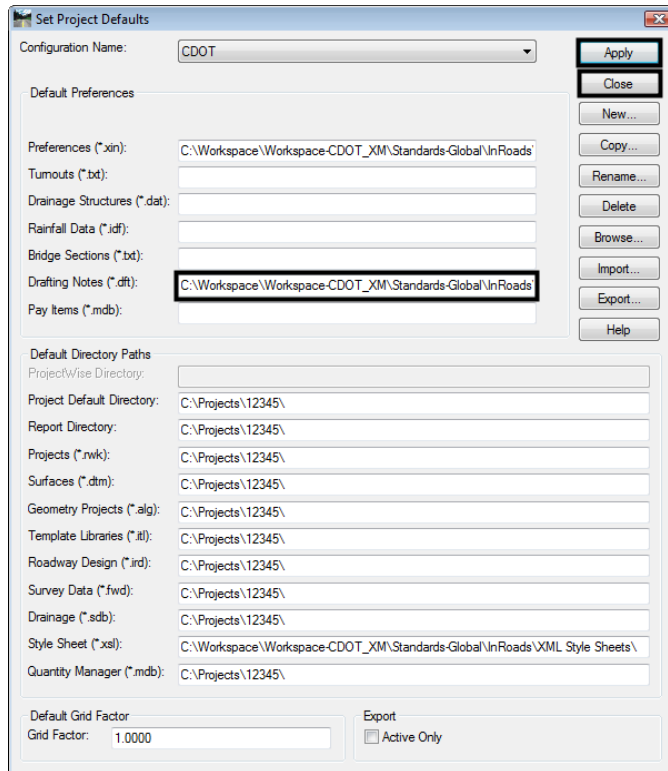 Set Project Defaults
Configuration Name: CDOT Apply
Close
Default Preferences
New...
Preferences (*.xin): C:\Workspace\Workspace-CDOT_XM\Standards-Global\InRoads\ Copy...
Turnouts (*.txt): Rename...
Drainage Structures (*.dat): Delete
Rainfall Data (*.idf): Browse...
Bridge Sections (*.txt): Import...
Drafting Notes (*.dft): C:\Workspace\Workspace-CDOT_XM\Standards-Global\InRoads\ Export...
Pay Items (*.mdb): Help
Default Directory Paths
ProjectWise Directory:
Project Default Directory: C:\Projects\12345\
Report Directory: C:\Projects\12345\
Projects (*.rwk): C:\Projects\12345\
Surfaces (*.dtm): C:\Projects\12345\
Geometry Projects (*.alg): C:\Projects\12345\
Template Libraries (*.itl): C:\Projects\12345\
Roadway Design (*.ird): C:\Projects\12345\
Survey Data (*.fwd): C:\Projects\12345\
Drainage (*.sdb): C:\Projects\12345\
Style Sheet (*.xsl): C:\Workspace\Workspace-CDOT_XM\Standards-Global\InRoads\XML Style Sheets\
Quantity Manager (*.mdb): C:\Projects\12345\
Default Grid Factor Export
Grid Factor: 1.0000 Active Only